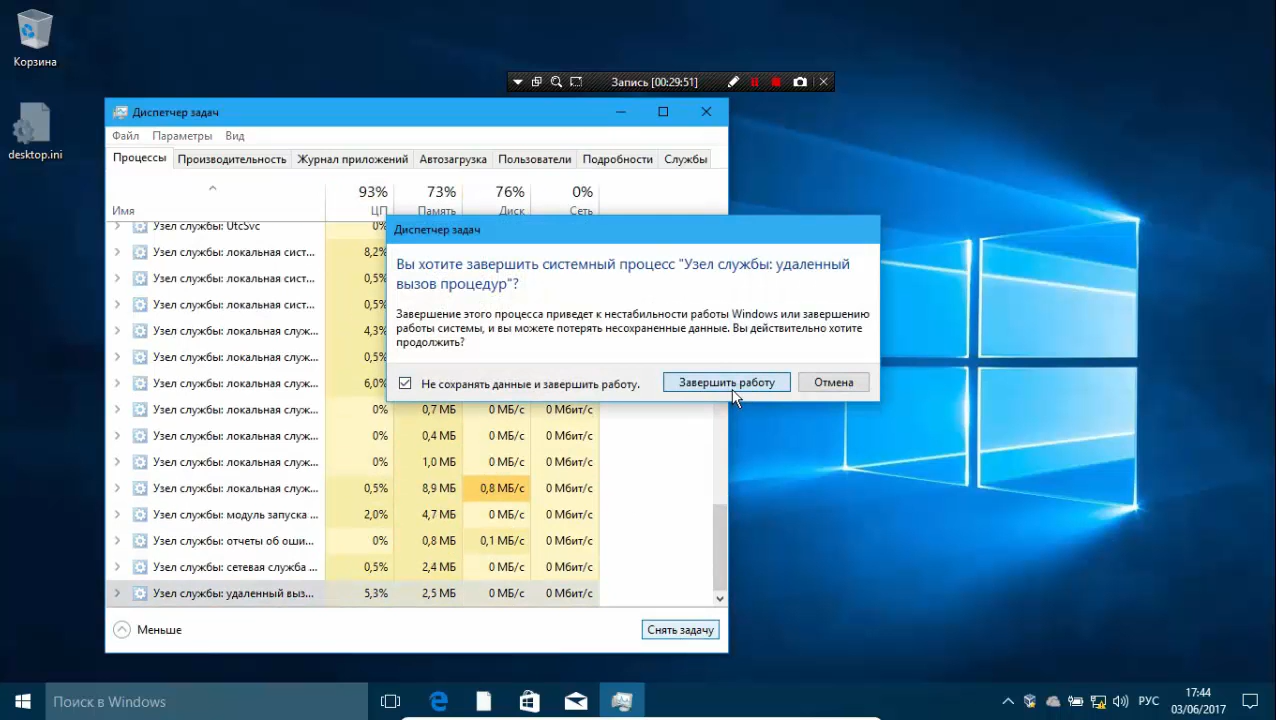 Корзина
desktop.ini
Запись [00:29:51]
Диспетчер задач
Файл Параметры Вид
Процессы Производительность Журнал приложений Автозагрузка Пользователи Подробности Службы
93% 73% 76% 0%
Имя ЦП Память Диск Сеть
Узел службы: UtcSvc 0%
Узел службы: локальная сист... 8,2%
Узел службы: локальная сист... 0,5%
Узел службы: локальная сист... 0,5%
Узел службы: локальная служ... 4,3%
Узел службы: локальная служ... 0,5%
Узел службы: локальная служ... 6,0%
Узел службы: локальная служ... 0% 0,7 МБ 0 МБ/с 0 Мбит/с
Узел службы: локальная служ... 0% 0,4 МБ 0 МБ/с 0 Мбит/с
Узел службы: локальная служ... 0% 1,0 МБ 0 МБ/с 0 Мбит/с
Узел службы: локальная служ... 0,5% 8,9 МБ 0,8 МБ/с 0 Мбит/с
Узел службы: модуль запуска ... 2,0% 4,7 МБ 0 МБ/с 0 Мбит/с
Узел службы: отчеты об оши... 0% 0,8 МБ 0,1 МБ/с 0 Мбит/с
Узел службы: сетевая служба ... 0,5% 2,4 МБ 0 МБ/с 0 Мбит/с
Узел службы: удаленный выз... 5,3% 2,5 МБ 0 МБ/с 0 Мбит/с
Меньше Снять задачу
Диспетчер задач
Вы хотите завершить системный процесс "Узел службы: удаленный
вызов процедур"?
Завершение этого процесса приведет к нестабильности работы Windows или завершению
работы системы, и вы можете потерять несохраненные данные. Вы действительно хотите
продолжить?
Не сохранять данные и завершить работу. Завершить работу Отмена
Поиск в Windows
РУС
17:44
03/06/2017